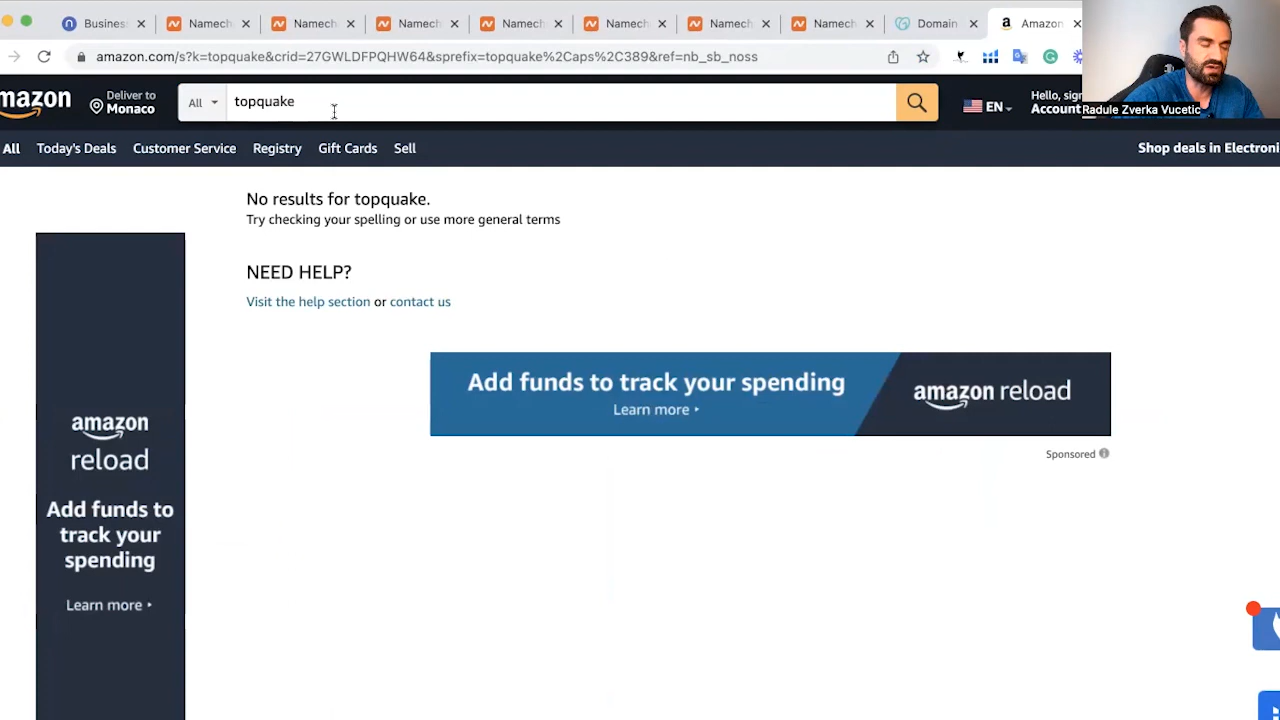 Business
Namech
Namech
Namech
Namech
Namech
Namech
Namech
Domain
Amazon
amazon.com/s?k=topquake&crid=27GWLDFPQHW64&sprefix=topquake%2Caps%2C389&ref=nb_sb_noss
mazon
Deliver to
Monaco
All
topquake
EN
Hello, sig
Account
Radule Zverka Vucetic
All
Today's Deals
Customer Service
Registry
Gift Cards
Sell
Shop deals in Electroni
No results for topquake.
Try checking your spelling or use more general terms
NEED HELP?
Visit the help section or contact us
Add funds to track your spending
Learn more
amazon reload
Sponsored
amazon
reload
Add funds to
track your
spending
Learn more